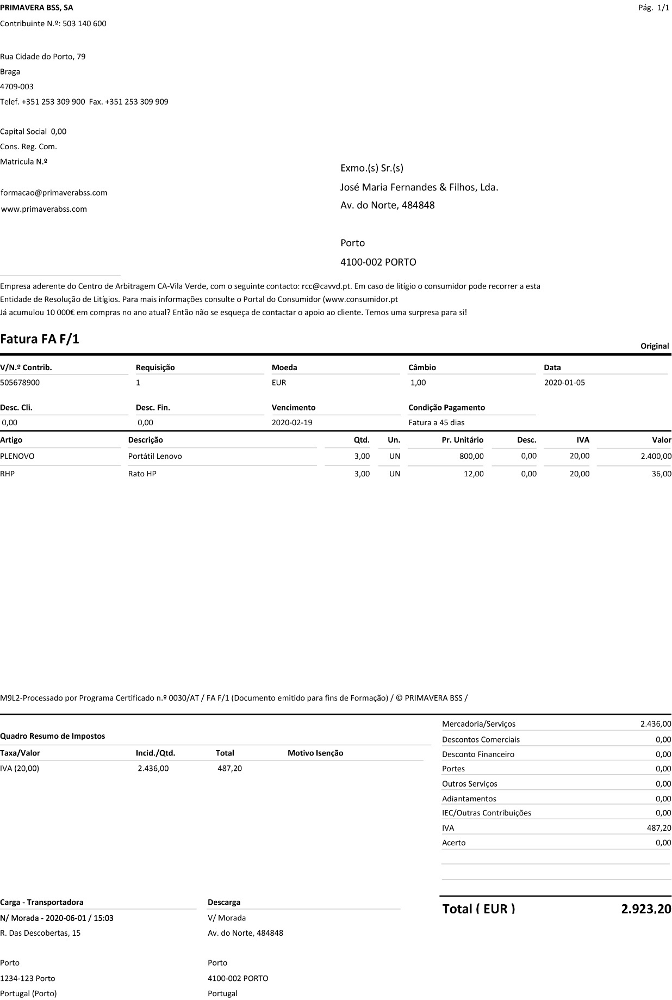 PRIMAVERA BSS, SA Pág. 1/1
Contribuinte N.º: 503 140 600
Rua Cidade do Porto, 79
Braga
4709-003
Telef. +351 253 309 900 Fax. +351 253 309 909
Capital Social 0,00
Cons. Reg. Com.
Matricula N.º
formacao@primaverabss.com
www.primaverabss.com
Exmo.(s) Sr.(s)
José Maria Fernandes & Filhos, Lda.
Av. do Norte, 484848
Porto
4100-002 PORTO
Empresa aderente do Centro de Arbitragem CA-Vila Verde, com o seguinte contacto: rcc@cavvd.pt. Em caso de litígio o consumidor pode recorrer a esta
Entidade de Resolução de Litígios. Para mais informações consulte o Portal do Consumidor (www.consumidor.pt
Já acumulou 10 000€ em compras no ano atual? Então não se esqueça de contactar o apoio ao cliente. Temos uma surpresa para si!
Fatura FA F/1
Original
V/N.º Contrib. Requisição Moeda Câmbio Data
505678900 1 EUR 1,00 2020-01-05
Desc. Cli. Desc. Fin. Vencimento Condição Pagamento
0,00 0,00 2020-02-19 Fatura a 45 dias
Artigo Descrição Qtd. Un. Pr. Unitário Desc. IVA Valor
PLENOVO Portátil Lenovo 3,00 UN 800,00 0,00 20,00 2.400,00
RHP Rato HP 3,00 UN 12,00 0,00 20,00 36,00
M9L2-Processado por Programa Certificado n.º 0030/AT / FA F/1 (Documento emitido para fins de Formação) / © PRIMAVERA BSS /
Quadro Resumo de Impostos
Taxa/Valor Incid./Qtd. Total Motivo Isenção
IVA (20,00) 2.436,00 487,20
Mercadoria/Serviços 2.436,00
Descontos Comerciais 0,00
Desconto Financeiro 0,00
Portes 0,00
Outros Serviços 0,00
Adiantamentos 0,00
IEC/Outras Contribuições 0,00
IVA 487,20
Acerto 0,00
Total ( EUR ) 2.923,20
Carga - Transportadora Descarga
N/ Morada - 2020-06-01 / 15:03 V/ Morada
R. Das Descobertas, 15 Av. do Norte, 484848
Porto Porto
1234-123 Porto 4100-002 PORTO
Portugal (Porto) Portugal